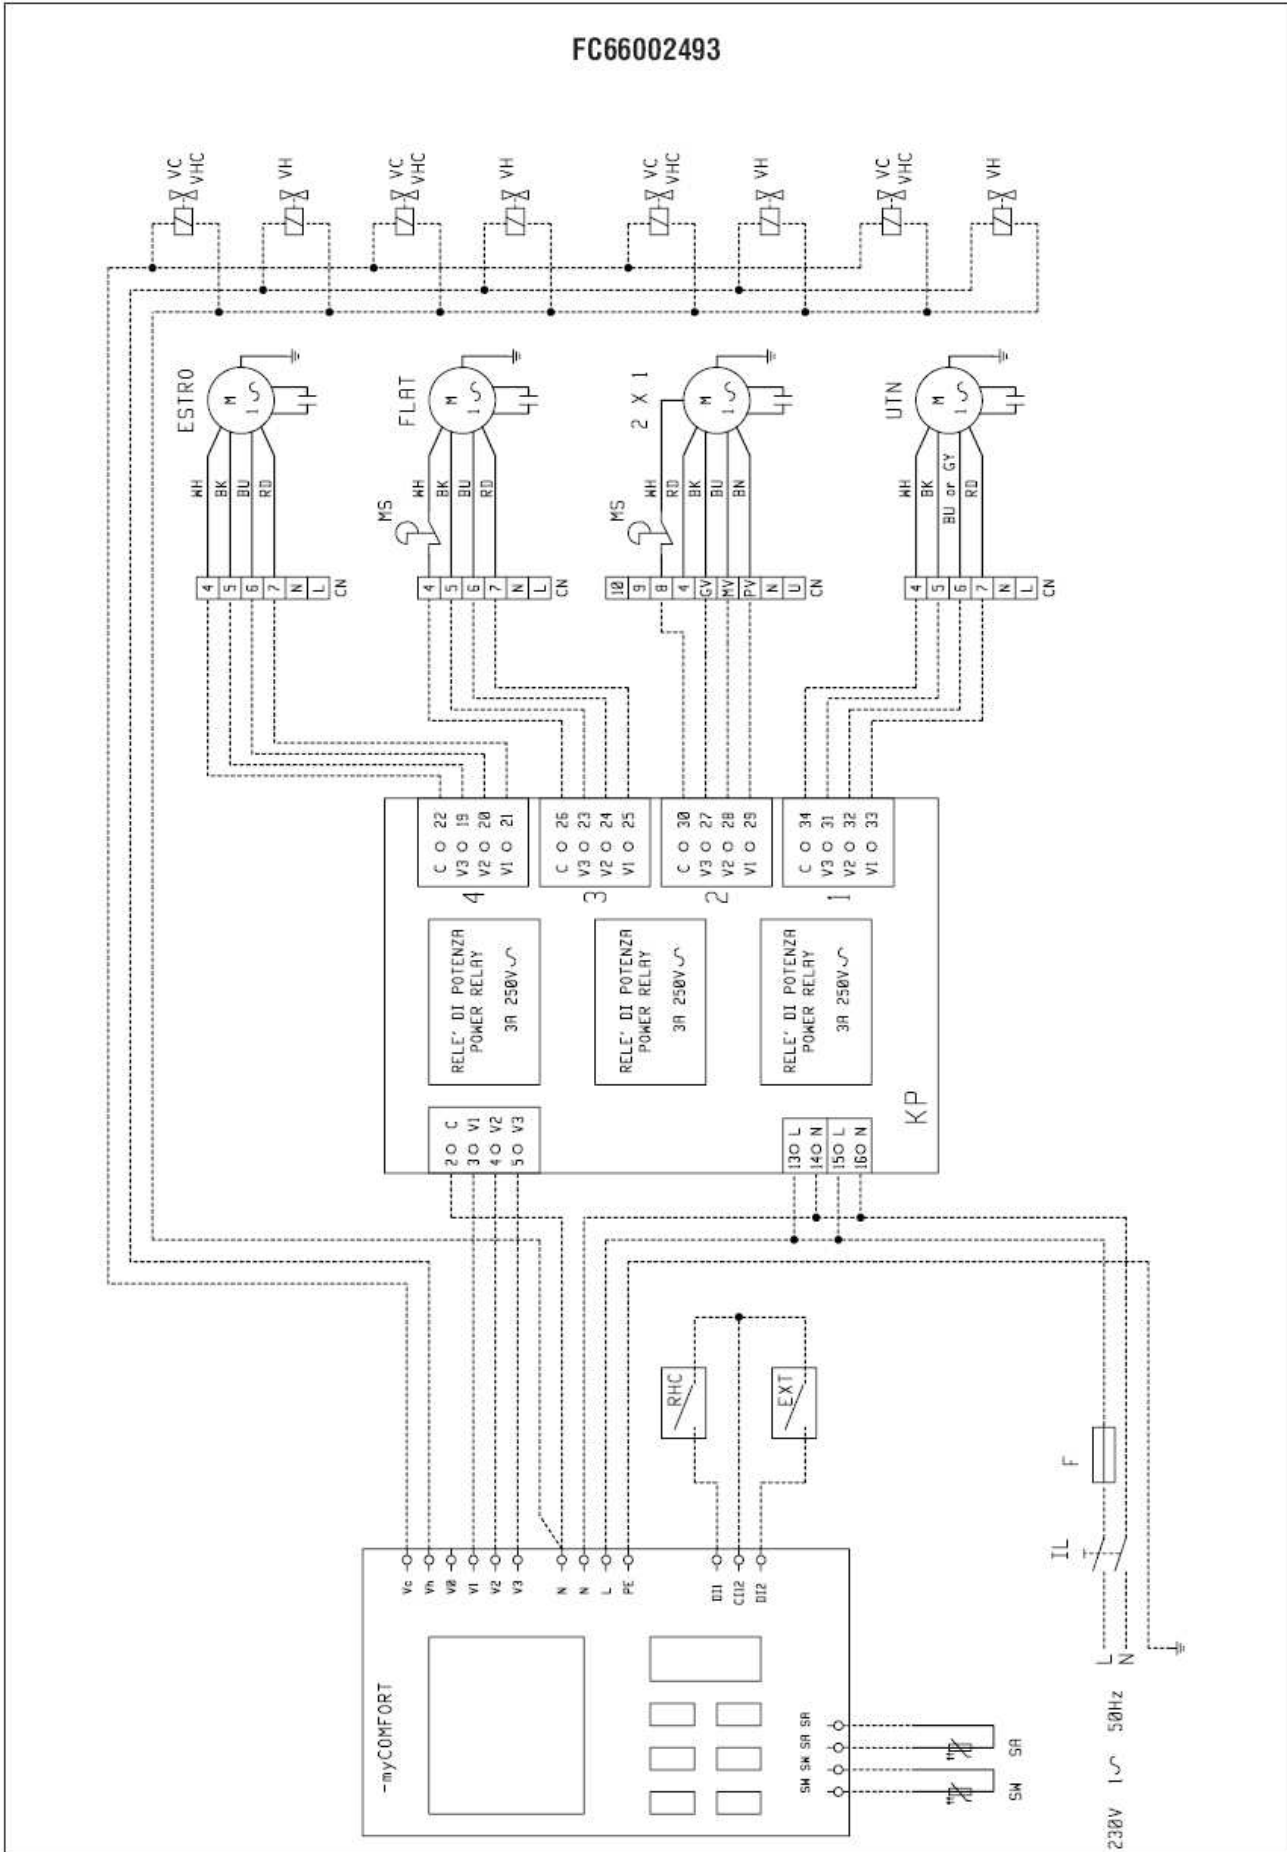 FC66002493
VC
VHC
VH
VC
VHC
VH
VC
VHC
VH
VC
VHC
VH
ESTRO
M
1
WH
BK
BU
RD
4
5
6
7
N
L
CN
FLAT
M
1
MS
WH
BK
BU
RD
4
5
6
7
N
L
CN
2 X 1
M
1
MS
WH
RD
BK
BU
BN
10
9
8
4
GV
MV
PV
N
U
CN
UTN
M
1
WH
BK
BU or GY
RD
4
5
6
7
N
L
CN
C 22
V3 19
V2 20
V1 21
4
C 26
V3 23
V2 24
V1 25
3
C 30
V3 27
V2 28
V1 29
2
C 34
V3 31
V2 32
V1 33
1
RELE' DI POTENZA
POWER RELAY
3A 250V
RELE' DI POTENZA
POWER RELAY
3A 250V
RELE' DI POTENZA
POWER RELAY
3A 250V
KP
2 C
3 V1
4 V2
5 V3
13 L
14 N
15 L
16 N
RHC
EXT
F
IL
L
N
230V 1 50Hz
Vc
Vh
V0
V1
V2
V3
N
N
L
PE
DI1
CI12
DI2
-myCOMFORT
SW SW SA SA
SW
SA